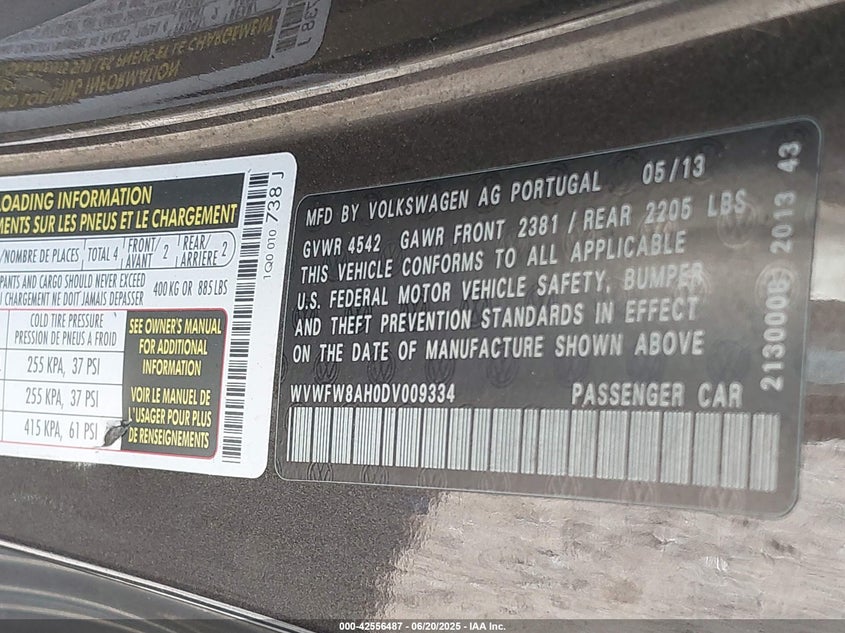 LOADING INFORMATION
MENTS SUR LES PNEUS ET LE CHARGEMENT
/NOMBRE DE PLACES TOTAL 4 FRONT/ AVANT 2 REAR/ ARRIÈRE 2
PANTS AND CARGO SHOULD NEVER EXCEED
CHARGEMENT NE DOIT JAMAIS DÉPASSER
400 KG OR 885 LBS
COLD TIRE PRESSURE
PRESSION DE PNEUS A FROID
255 KPA, 37 PSI
255 KPA, 37 PSI
415 KPA, 61 PSI
SEE OWNER'S MANUAL
FOR ADDITIONAL
INFORMATION
VOIR LE MANUEL DE
L'USAGER POUR PLUS
DE RENSEIGNEMENTS
1Q0 010 738 J
MFD BY VOLKSWAGEN AG PORTUGAL 05/13
GVWR 4542 GAWR FRONT 2381 / REAR 2205 LBS
THIS VEHICLE CONFORMS TO ALL APPLICABLE
U.S. FEDERAL MOTOR VEHICLE SAFETY, BUMPER
AND THEFT PREVENTION STANDARDS IN EFFECT
ON THE DATE OF MANUFACTURE SHOWN ABOVE
WVWFW8AH0DV009334 PASSENGER CAR
2130006 2013 43
000-42556487 - 06/20/2025 - IAA Inc.